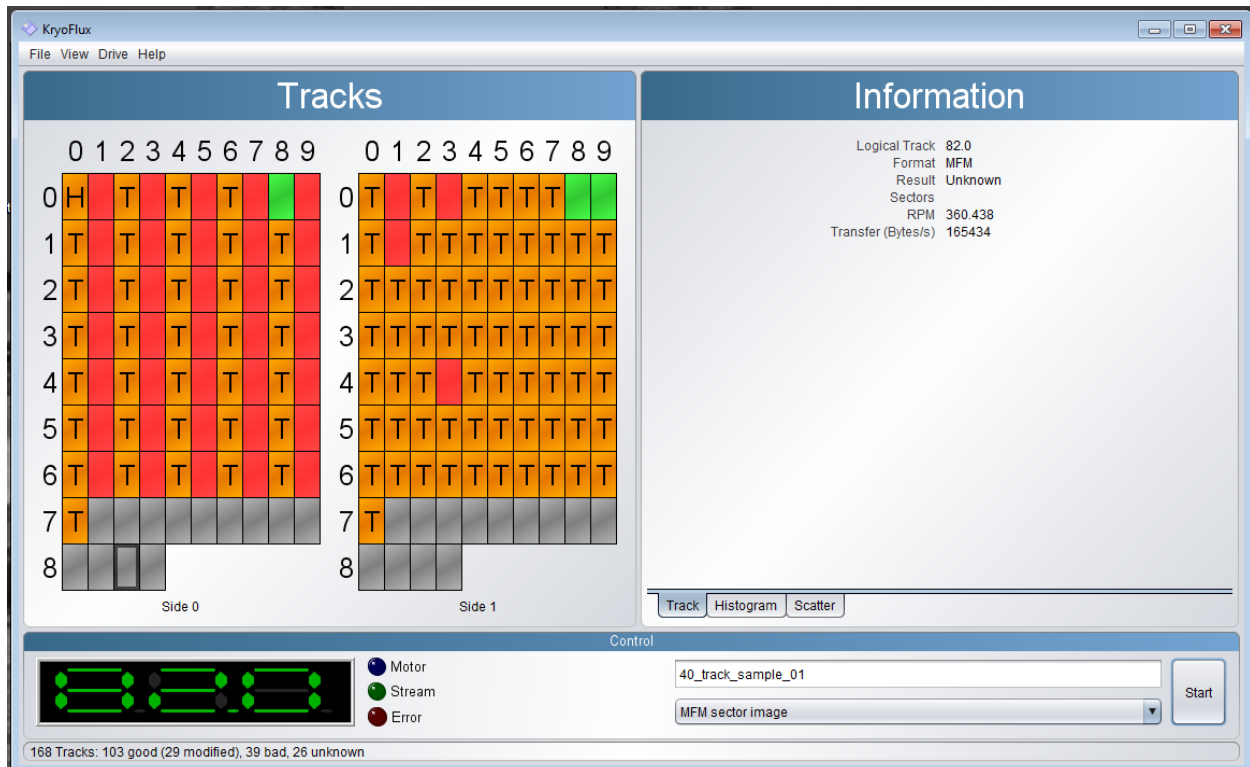 KryoFlux
File View Drive Help
Tracks
0 1 2 3 4 5 6 7 8 9 0 1 2 3 4 5 6 7 8 9
0 H T T T 0 T T T T T T
1 T T T T T 1 T T T T T T T T T
2 T T T T T 2 T T T T T T T T T T
3 T T T T T 3 T T T T T T T T T T
4 T T T T T 4 T T T T T T T T T
5 T T T T T 5 T T T T T T T T T T
6 T T T T T 6 T T T T T T T T T T
7 T 7 T
8 8
Side 0 Side 1
Information
Logical Track 82.0
Format MFM
Result Unknown
Sectors
RPM 360.438
Transfer (Bytes/s) 165434
Track Histogram Scatter
Control
82.0
Motor
Stream
Error
40_track_sample_01
MFM sector image
Start
168 Tracks: 103 good (29 modified), 39 bad, 26 unknown